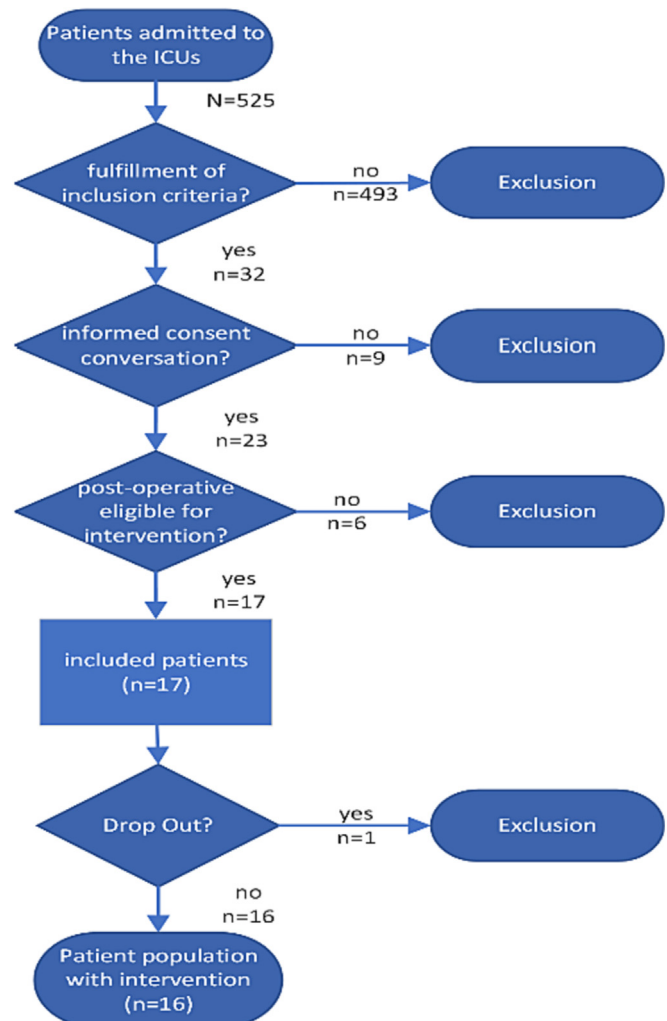 Patients admitted to
the ICUs
N=525
fulfillment of
inclusion criteria?
no
n=493
Exclusion
yes
n=32
informed consent
conversation?
no
n=9
Exclusion
yes
n=23
post-operative
eligible for
intervention?
no
n=6
Exclusion
yes
n=17
included patients
(n=17)
Drop Out?
yes
n=1
Exclusion
no
n=16
Patient population
with intervention
(n=16)